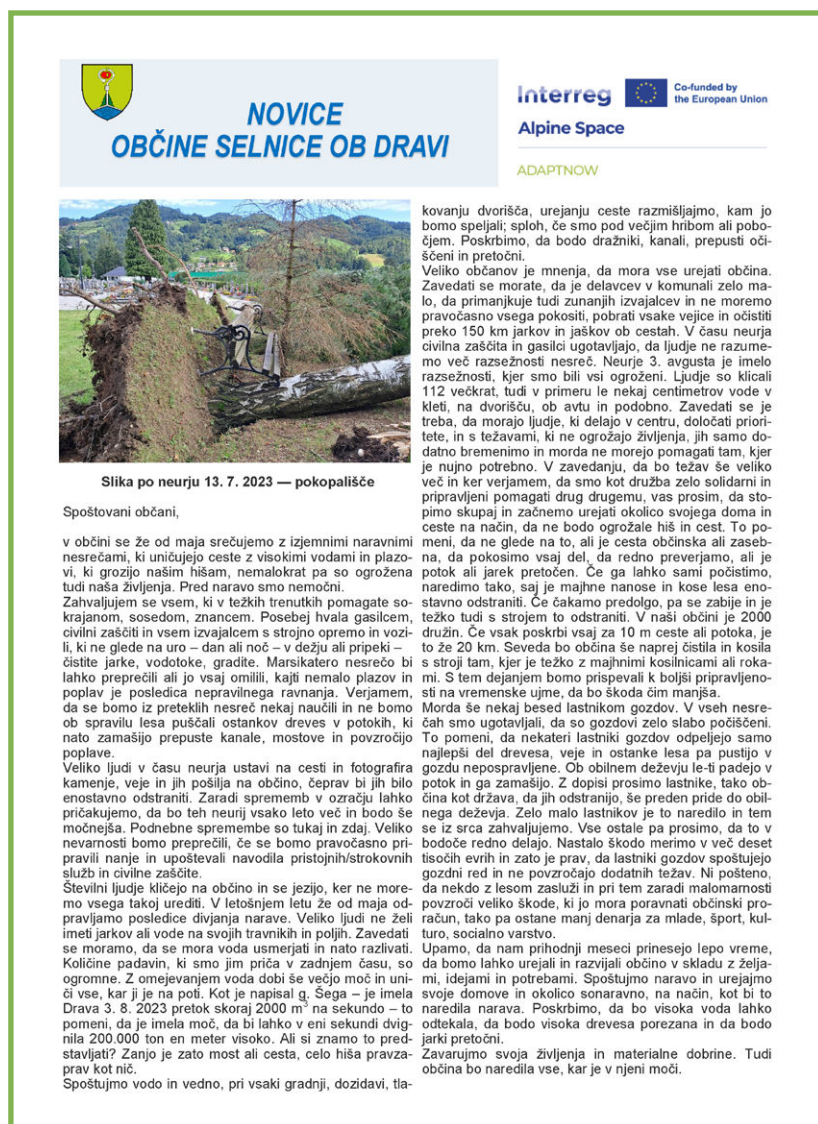 NOVICE
OBČINE SELNICE OB DRAVI
Interreg
Co-funded by
the European Union
Alpine Space
ADAPTNOW
Slika po neurju 13. 7. 2023 — pokopališče
Spoštovani občani,
v občini se že od maja srečujemo z izjemnimi naravnimi
nesrečami, ki uničujejo ceste z visokimi vodami in plazo-
vi, ki grozijo našim hišam, nemalokrat pa so ogrožena
tudi naša življenja. Pred naravo smo nemočni.
Zahvaljujem se vsem, ki v težkih trenutkih pomagate so-
krajanom, sosedom, znancem. Posebej hvala gasilcem,
civilni zaščiti in vsem izvajalcem s strojno opremo in vozi-
li, ki ne glede na uro – dan ali noč – v dežju ali pripeki –
čistite jarke, vodotoke, gradite. Marsikatero nesrečo bi
lahko preprečili ali jo vsaj omilili, kajti nemalo plazov in
poplav je posledica nepravilnega ravnanja. Verjamem,
da se bomo iz preteklih nesreč nekaj naučili in ne bomo
ob spravilu lesa puščali ostankov dreves v potokih, ki
nato zamašijo prepuste kanale, mostove in povzročijo
poplave.
Veliko ljudi v času neurja ustavi na cesti in fotografira
kamenje, veje in jih pošilja na občino, čeprav bi jih bilo
enostavno odstraniti. Zaradi sprememb v ozračju lahko
pričakujemo, da bo teh neurij vsako leto več in bodo še
močnejša. Podnebne spremembe so tukaj in zdaj. Veliko
nevarnosti bomo preprečili, če se bomo pravočasno pri-
pravili nanje in upoštevali navodila pristojnih/strokovnih
služb in civilne zaščite.
Številni ljudje kličejo na občino in se jezijo, ker ne more-
mo vsega takoj urediti. V letošnjem letu že od maja od-
pravljamo posledice divjanja narave. Veliko ljudi ne želi
imeti jarkov ali vode na svojih travnikih in poljih. Zavedati
se moramo, da se mora voda usmerjati in nato razlivati.
Količine padavin, ki smo jim priča v zadnjem času, so
ogromne. Z omejevanjem voda dobi še večjo moč in uni-
či vse, kar ji je na poti. Kot je napisal g. Šega – je imela
Drava 3. 8. 2023 pretok skoraj 2000 m³ na sekundo – to
pomeni, da je imela moč, da bi lahko v eni sekundi dvig-
nila 200.000 ton en meter visoko. Ali si znamo to pred-
stavljati? Zanjo je zato most ali cesta, celo hiša pravza-
prav kot nič.
Spoštujmo vodo in vedno, pri vsaki gradnji, dozidavi, tla-
kovanju dvorišča, urejanju ceste razmišljajmo, kam jo
bomo speljali; sploh, če smo pod večjim hribom ali pobo-
čjem. Poskrbimo, da bodo dražniki, kanali, prepusti oči-
ščeni in pretočni.
Veliko občanov je mnenja, da mora vse urejati občina.
Zavedati se morate, da je delavcev v komunali zelo ma-
lo, da primanjkuje tudi zunanjih izvajalcev in ne moremo
pravočasno vsega pokositi, pobrati vsake vejice in očistiti
preko 150 km jarkov in jaškov ob cestah. V času neurja
civilna zaščita in gasilci ugotavljajo, da ljudje ne razume-
mo več razsežnosti nesreč. Neurje 3. avgusta je imelo
razsežnosti, kjer smo bili vsi ogroženi. Ljudje so klicali
112 večkrat, tudi v primeru le nekaj centimetrov vode v
kleti, na dvorišču, ob avtu in podobno. Zavedati se je
treba, da morajo ljudje, ki delajo v centru, določati priori-
tete, in s težavami, ki ne ogrožajo življenja, jih samo do-
datno bremenimo in morda ne morejo pomagati tam, kjer
je nujno potrebno. V zavedanju, da bo težav še veliko
več in ker verjamem, da smo kot družba zelo solidarni in
pripravljeni pomagati drug drugemu, vas prosim, da sto-
pimo skupaj in začnemo urejati okolico svojega doma in
ceste na način, da ne bodo ogrožale hiš in cest. To po-
meni, da ne glede na to, ali je cesta občinska ali zaseb-
na, da pokosimo vsaj del, da redno preverjamo, ali je
potok ali jarek pretočen. Če ga lahko sami počistimo,
naredimo tako, saj je majhne nanose in kose lesa eno-
stavno odstraniti. Če čakamo predolgo, pa se zabije in je
težko tudi s strojem to odstraniti. V naši občini je 2000
družin. Če vsak poskrbi vsaj za 10 m ceste ali potoka, je
to že 20 km. Seveda bo občina še naprej čistila in kosila
s stroji tam, kjer je težko z majhnimi kosilnicami ali roka-
mi. S tem dejanjem bomo prispevali k boljši pripravljeno-
sti na vremenske ujme, da bo škoda čim manjša.
Morda še nekaj besed lastnikom gozdov. V vseh nesre-
čah smo ugotavljali, da so gozdovi zelo slabo počiščeni.
To pomeni, da nekateri lastniki gozdov odpeljejo samo
najlepši del drevesa, veje in ostanke lesa pa pustijo v
gozdu nepospravljene. Ob obilnem deževju le-ti padejo v
potok in ga zamašijo. Z dopisi prosimo lastnike, tako ob-
čina kot država, da jih odstranijo, še preden pride do obil-
nega deževja. Zelo malo lastnikov je to naredilo in tem
se iz srca zahvaljujemo. Vse ostale pa prosimo, da to v
bodoče redno delajo. Nastalo škodo merimo v več deset
tisočih evrih in zato je prav, da lastniki gozdov spoštujejo
gozdni red in ne povzročajo dodatnih težav. Ni pošteno,
da nekdo z lesom zasluži in pri tem zaradi malomarnosti
povzroči veliko škode, ki jo mora poravnati občinski pro-
račun, tako pa ostane manj denarja za mlade, šport, kul-
turo, socialno varstvo.
Upamo, da nam prihodnji meseci prinesejo lepo vreme,
da bomo lahko urejali in razvijali občino v skladu z želja-
mi, idejami in potrebami. Spoštujmo naravo in urejajmo
svoje domove in okolico sonaravno, na način, kot bi to
naredila narava. Poskrbimo, da bo visoka voda lahko
odtekala, da bodo visoka drevesa porezana in da bodo
jarki pretočni.
Zavarujmo svoja življenja in materialne dobrine. Tudi
občina bo naredila vse, kar je v njeni moči.